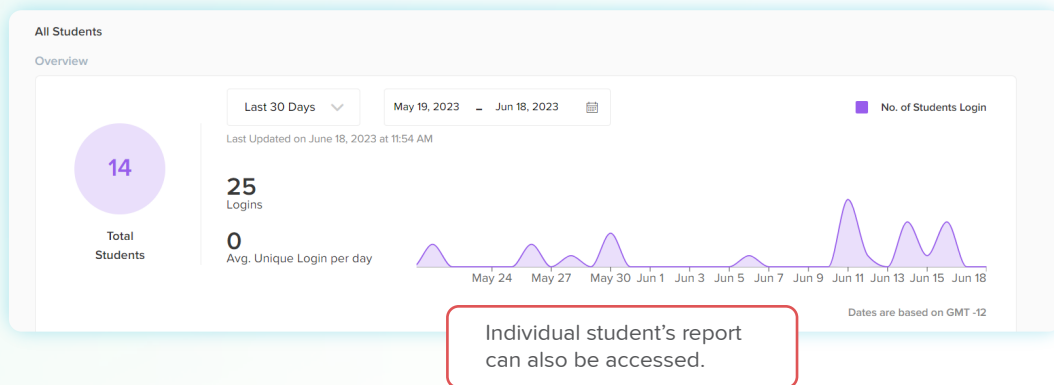 All Students
Overview
Last 30 Days
May 19, 2023 – Jun 18, 2023
No. of Students Login
Last Updated on June 18, 2023 at 11:54 AM
14
Total
Students
25
Logins
0
Avg. Unique Login per day
May 24 May 27 May 30 Jun 1 Jun 3 Jun 5 Jun 7 Jun 9 Jun 11 Jun 13 Jun 15 Jun 18
Dates are based on GMT -12
Individual student’s report
can also be accessed.